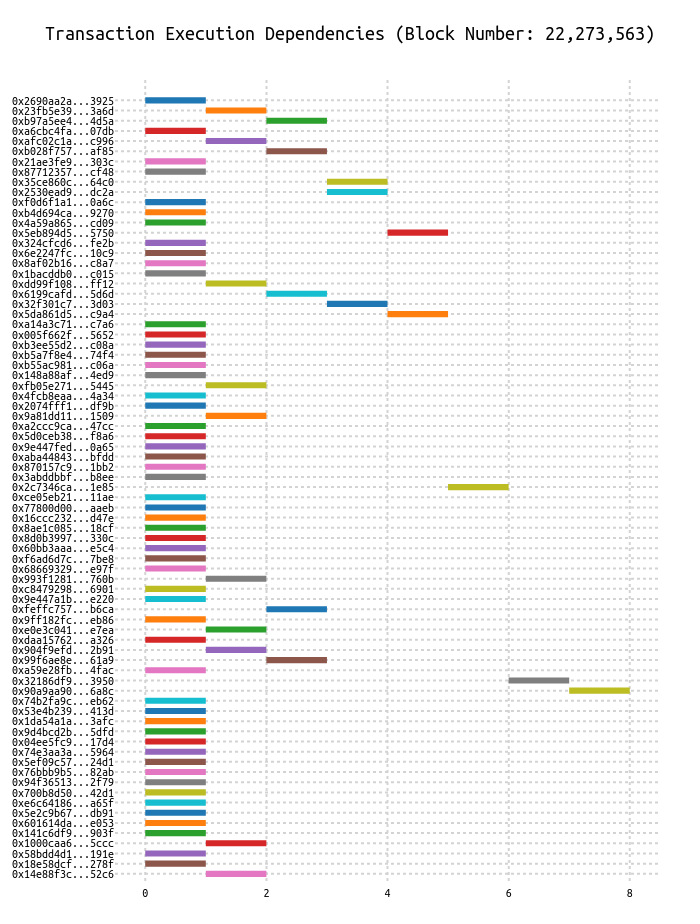 Transaction Execution Dependencies (Block Number: 22,273,563)
0x2690aa2a...3925
0x23fb5e39...3a6d
0xb97a5ee4...4d5a
0xa6cbc4fa...07db
0xafc02c1a...c996
0xb028f757...af85
0x21ae3fe9...303c
0x87712357...cf48
0x35ce860c...64c0
0x2530ead9...dc2a
0xf0d6f1a1...0a6c
0xb4d694ca...9270
0x4a59a865...cd09
0x5eb894d5...5750
0x324cfcd6...fe2b
0x6e2247fc...10c9
0x8af02b16...c8a7
0x1bacddb0...c015
0xdd99f108...ff12
0x6199cafd...5d6d
0x32f301c7...3d03
0x5da861d5...c9a4
0xa14a3c71...c7a6
0x005f662f...5652
0xb3ee55d2...c08a
0xb5a7f8e4...74f4
0xb55ac981...c06a
0x148a88af...4ed9
0xfb05e271...5445
0x4fcb8eaa...4a34
0x2074fff1...df9b
0x9a81dd11...1509
0xa2ccc9ca...47cc
0x5d0ceb38...f8a6
0x9e447fed...0a65
0xaba44843...bfdd
0x870157c9...1bb2
0x3abddbbf...b8ee
0x2c7346ca...1e85
0xce05eb21...11ae
0x77800d00...aaeb
0x16ccc232...d47e
0x8ae1c085...18cf
0x8d0b3997...330c
0x60bb3aaa...e5c4
0xf6ad6d7c...7be8
0x68669329...e97f
0x993f1281...760b
0xc8479298...6901
0x9e447a1b...e220
0xfeffc757...b6ca
0x9ff182fc...eb86
0xe0e3c041...e7ea
0xdaa15762...a326
0x904f9efd...2b91
0x99f6ae8e...61a9
0xa59e28fb...4fac
0x32186df9...3950
0x90a9aa90...6a8c
0x74b2fa9c...eb62
0x53e4b239...413d
0x1da54a1a...3afc
0x9d4bcd2b...5dfd
0x04ee5fc9...17d4
0x74e3aa3a...5964
0x5ef09c57...24d1
0x76bbb9b5...82ab
0x94f36513...2f79
0x700b8d50...42d1
0xe6c64186...a65f
0x5e2c9b67...db91
0x601614da...e053
0x141c6df9...903f
0x1000caa6...5ccc
0x58bdd4d1...191e
0x18e58dcf...278f
0x14e88f3c...52c6
0 2 4 6 8